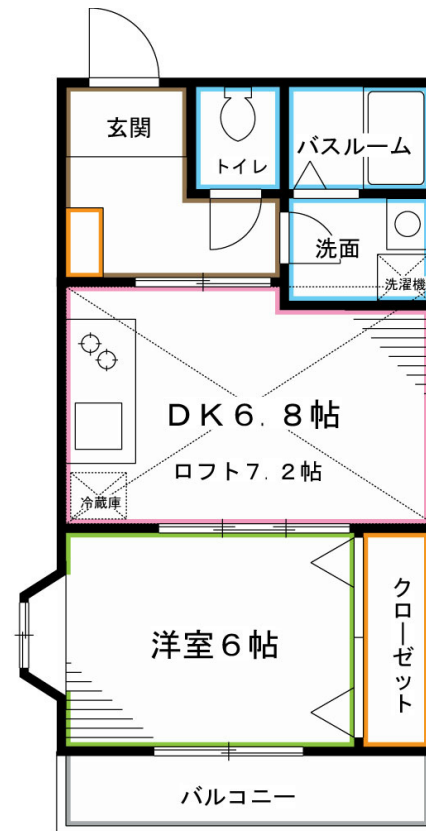 玄関
トイレ
バスルーム
洗面
洗濯機
DK6.8帖
ロフト7.2帖
冷蔵庫
洋室6帖
クローゼット
バルコニー